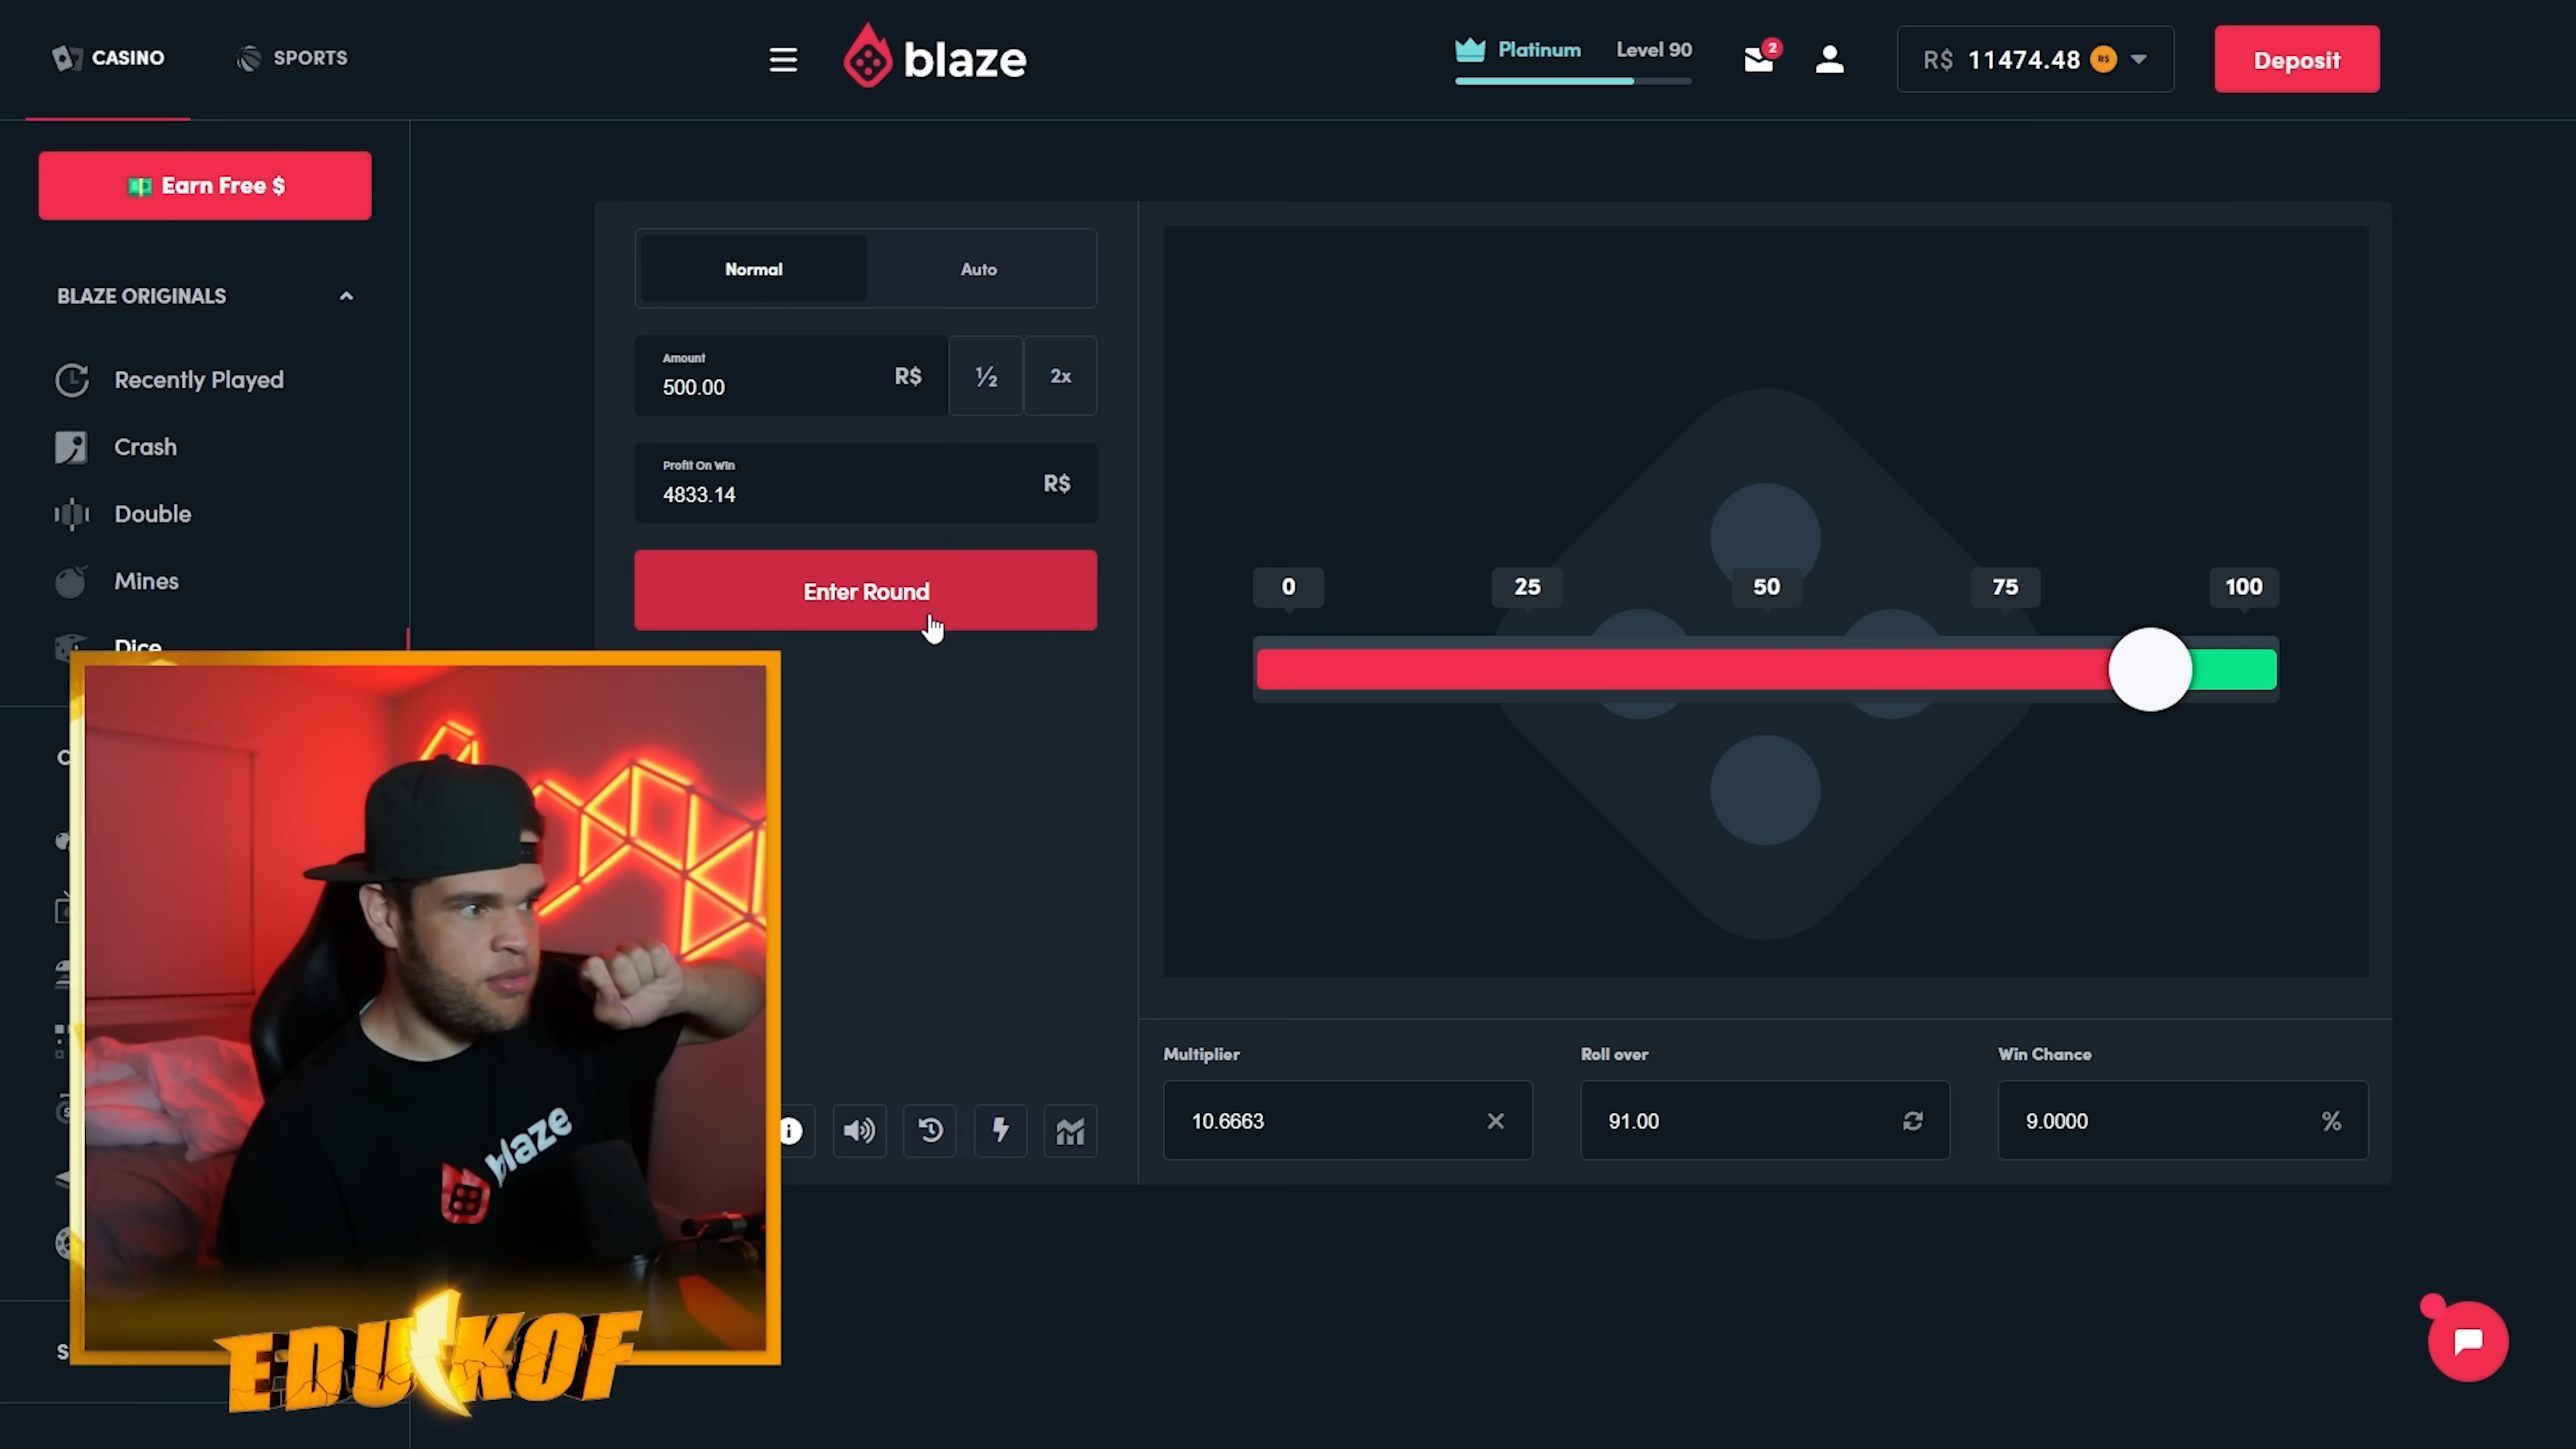 CASINO
SPORTS
blaze
Platinum
Level 90
2
R$ 11474.48 R$
Deposit
Earn Free $
BLAZE ORIGINALS
Recently Played
Crash
Double
Mines
Dice
Normal
Auto
Amount
500.00
R$
½
2x
Profit On Win
4833.14
R$
Enter Round
0
25
50
75
100
Multiplier
10.6663
Roll over
91.00
Win Chance
9.0000
%
blaze
EDUKOF